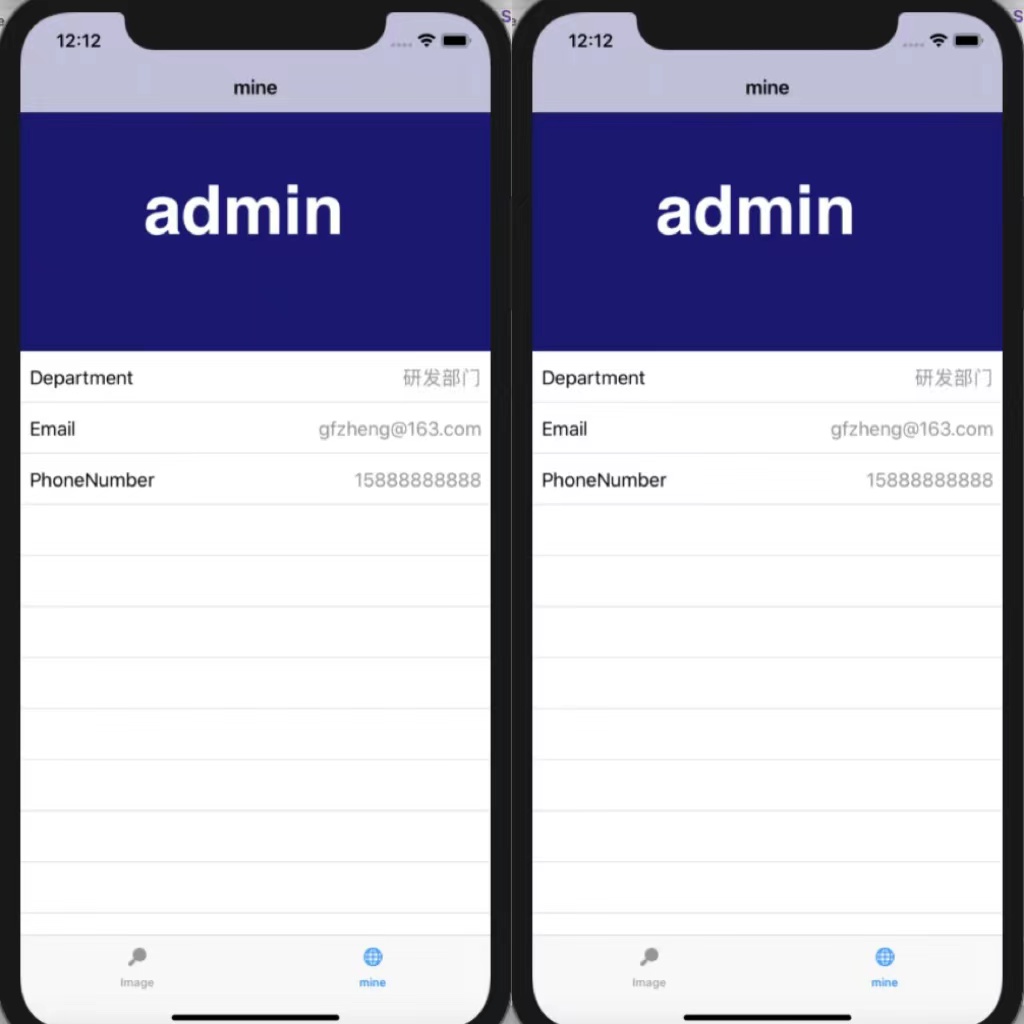 12:12
mine
admin
Department 研发部门
Email gfzheng@163.com
PhoneNumber 15888888888
Image mine
12:12
mine
admin
Department 研发部门
Email gfzheng@163.com
PhoneNumber 15888888888
Image mine